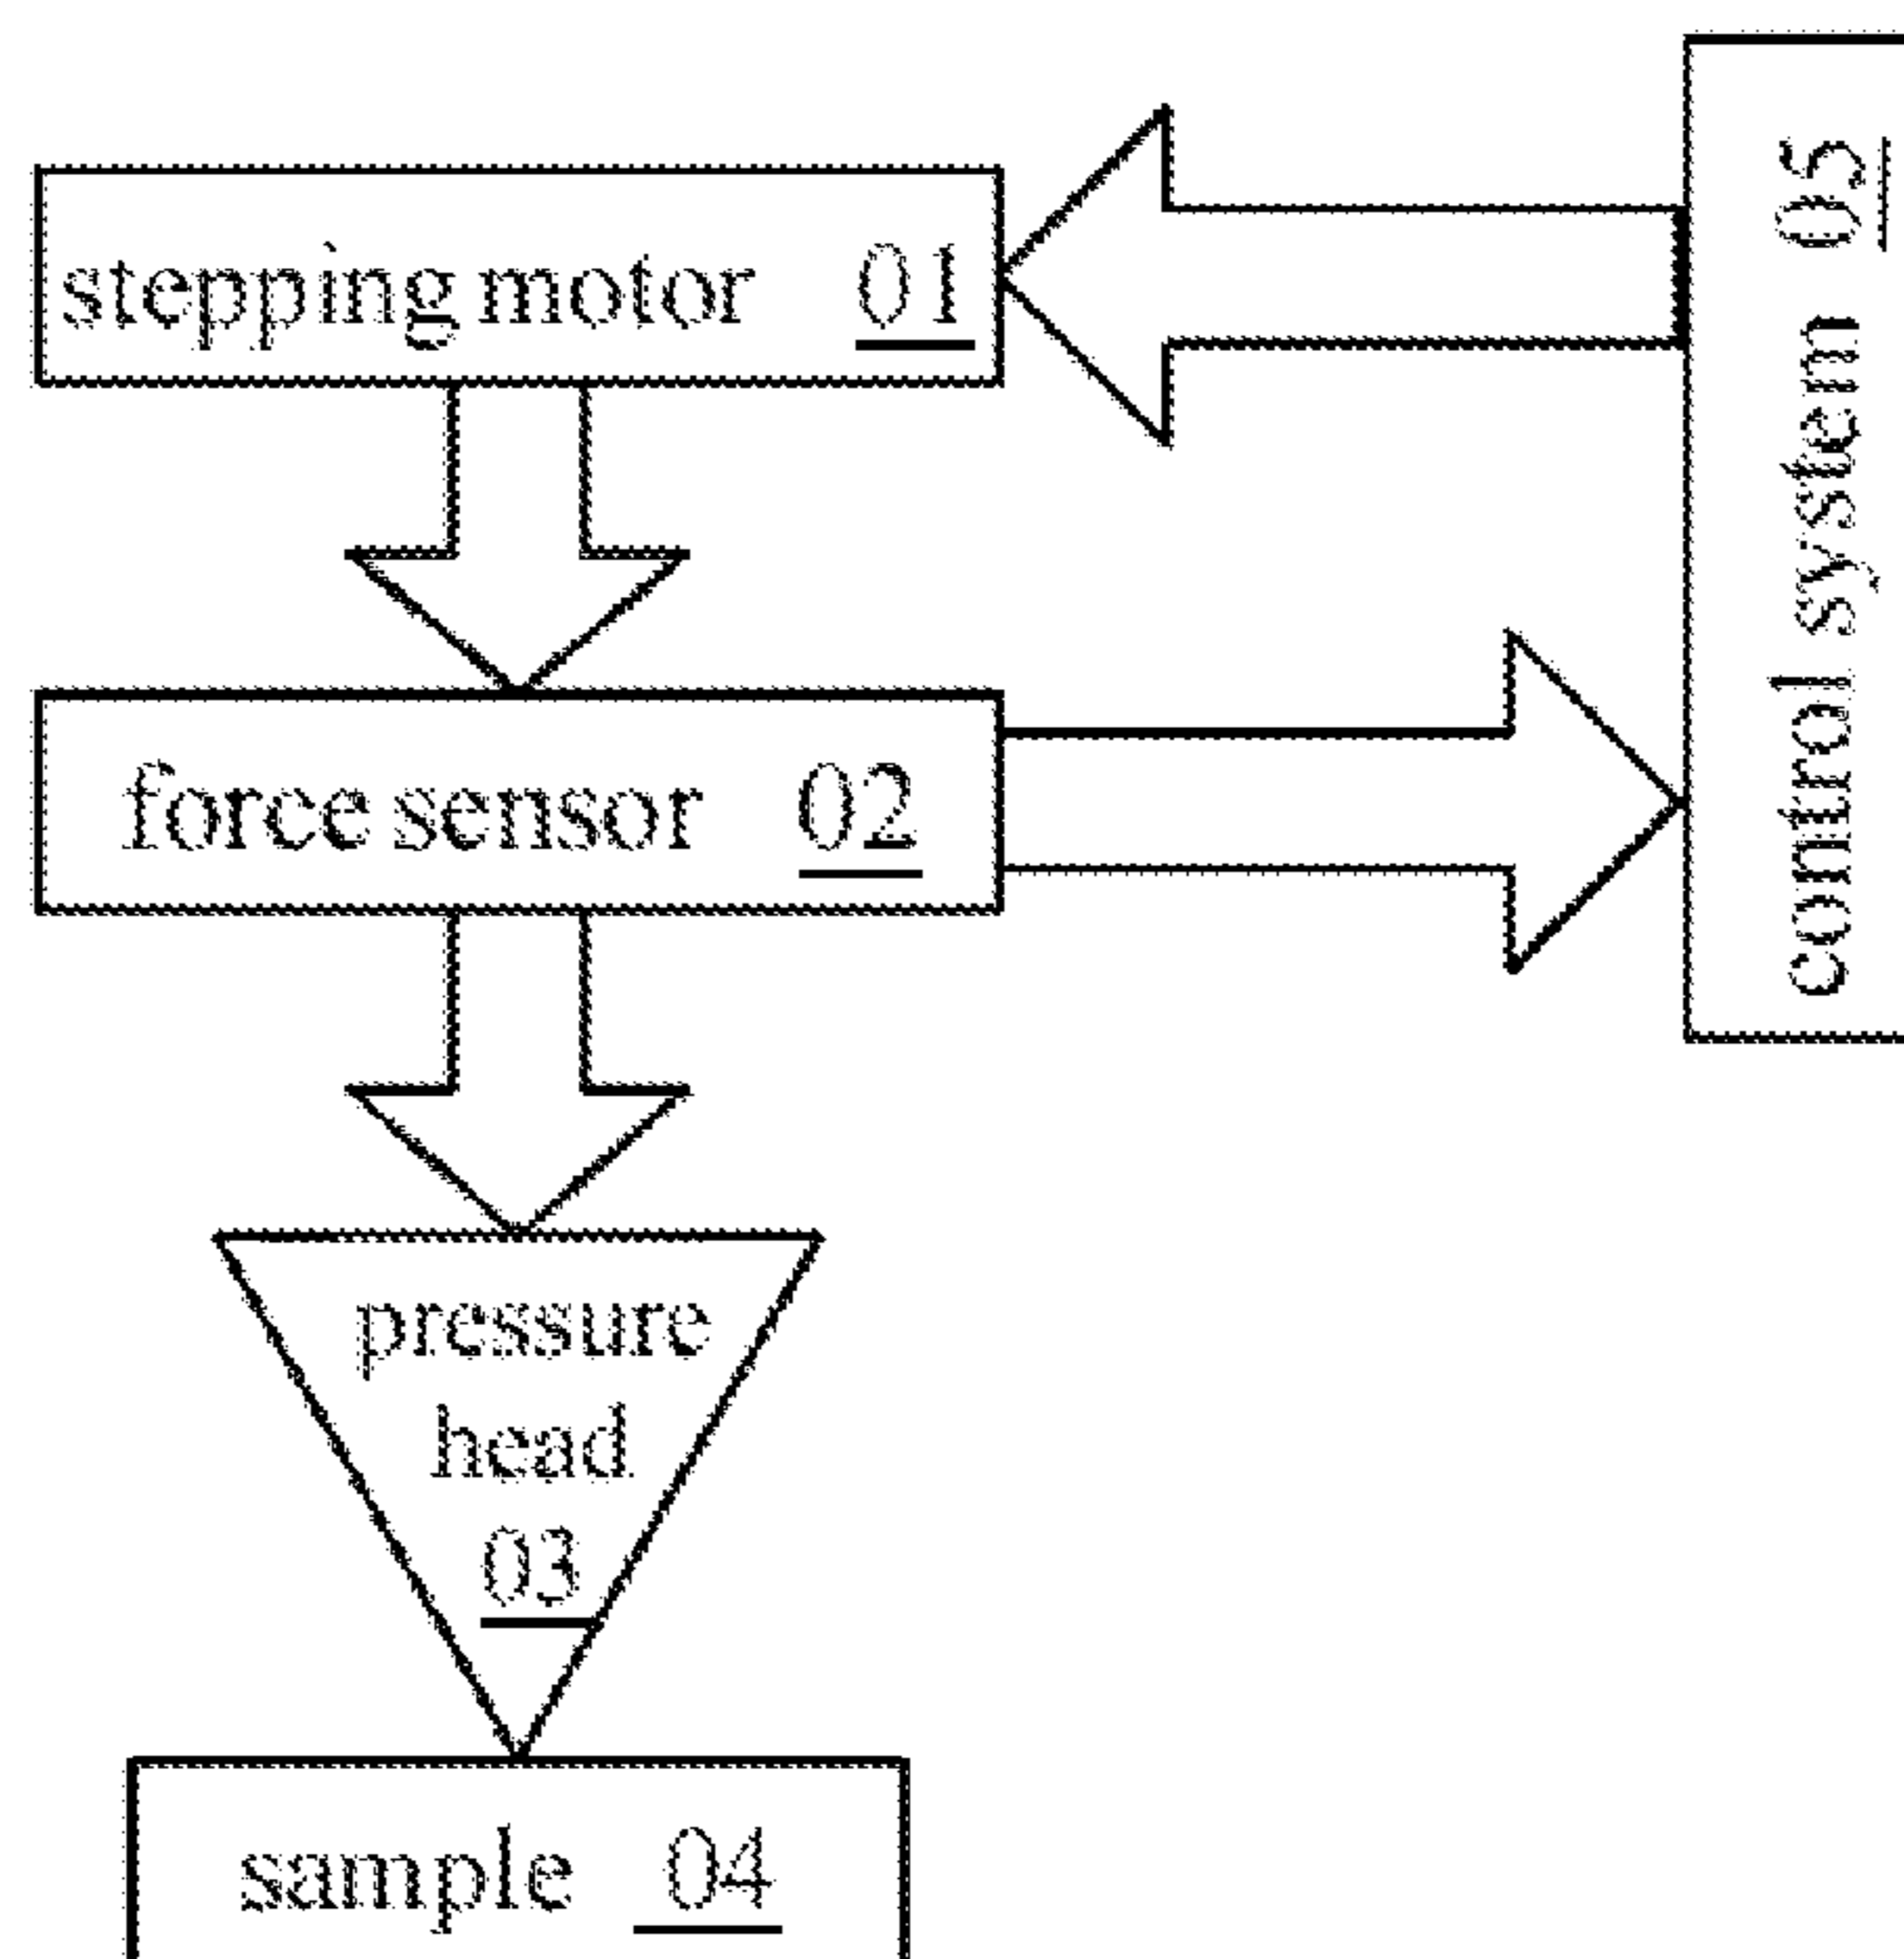 stepping motor 01
control system 05
force sensor 02
pressure
head
03
sample 04